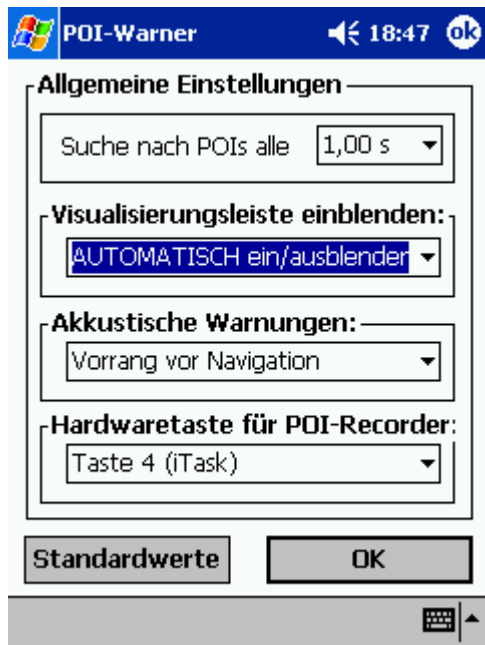 POI-Warner 18:47 ok
Allgemeine Einstellungen
Suche nach POIs alle 1,00 s
Visualisierungsleiste einblenden:
AUTOMATISCH ein/ausblenden
Akkustische Warnungen:
Vorrang vor Navigation
Hardwaretaste für POI-Recorder:
Taste 4 (iTask)
Standardwerte OK